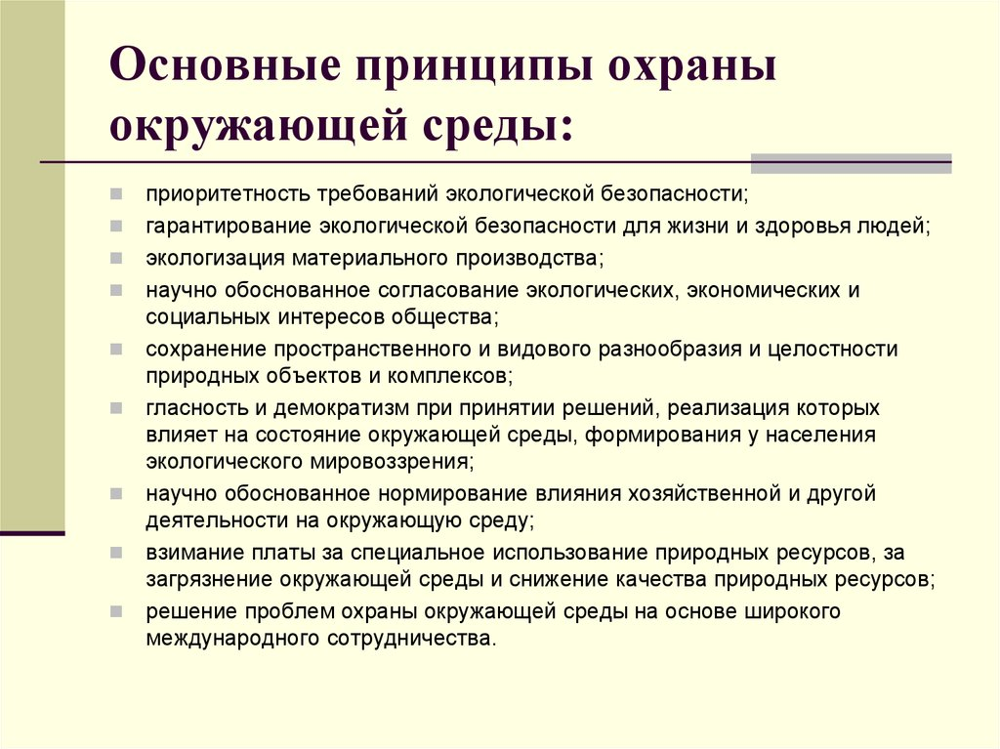 Основные принципы охраны
окружающей среды:
приоритетность требований экологической безопасности;
гарантирование экологической безопасности для жизни и здоровья людей;
экологизация материального производства;
научно обоснованное согласование экологических, экономических и
социальных интересов общества;
сохранение пространственного и видового разнообразия и целостности
природных объектов и комплексов;
гласность и демократизм при принятии решений, реализация которых
влияет на состояние окружающей среды, формирования у населения
экологического мировоззрения;
научно обоснованное нормирование влияния хозяйственной и другой
деятельности на окружающую среду;
взимание платы за специальное использование природных ресурсов, за
загрязнение окружающей среды и снижение качества природных ресурсов;
решение проблем охраны окружающей среды на основе широкого
международного сотрудничества.